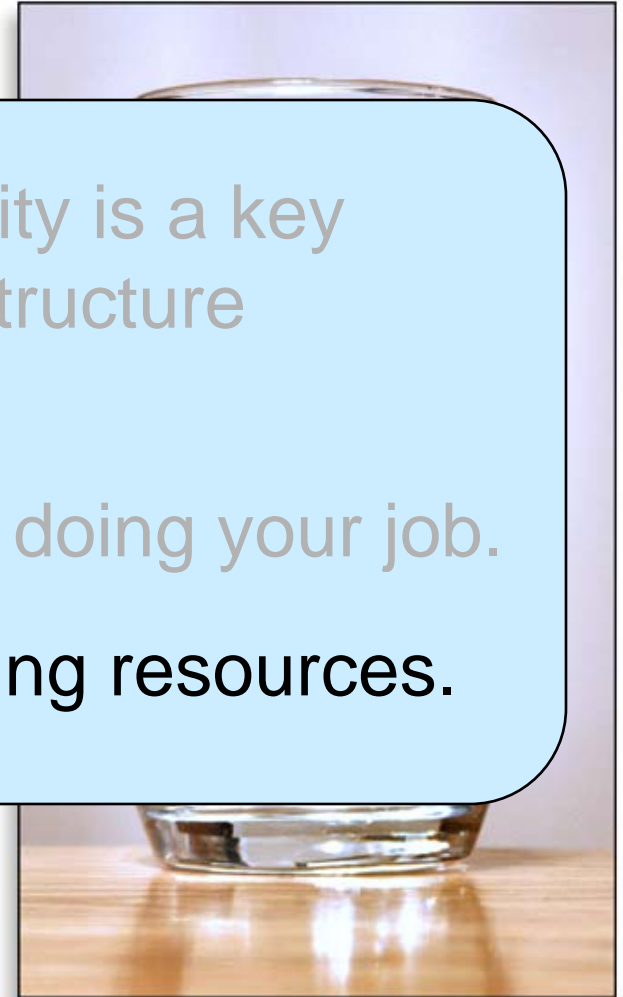 ity is a key
tructure
doing your job.
ng resources.